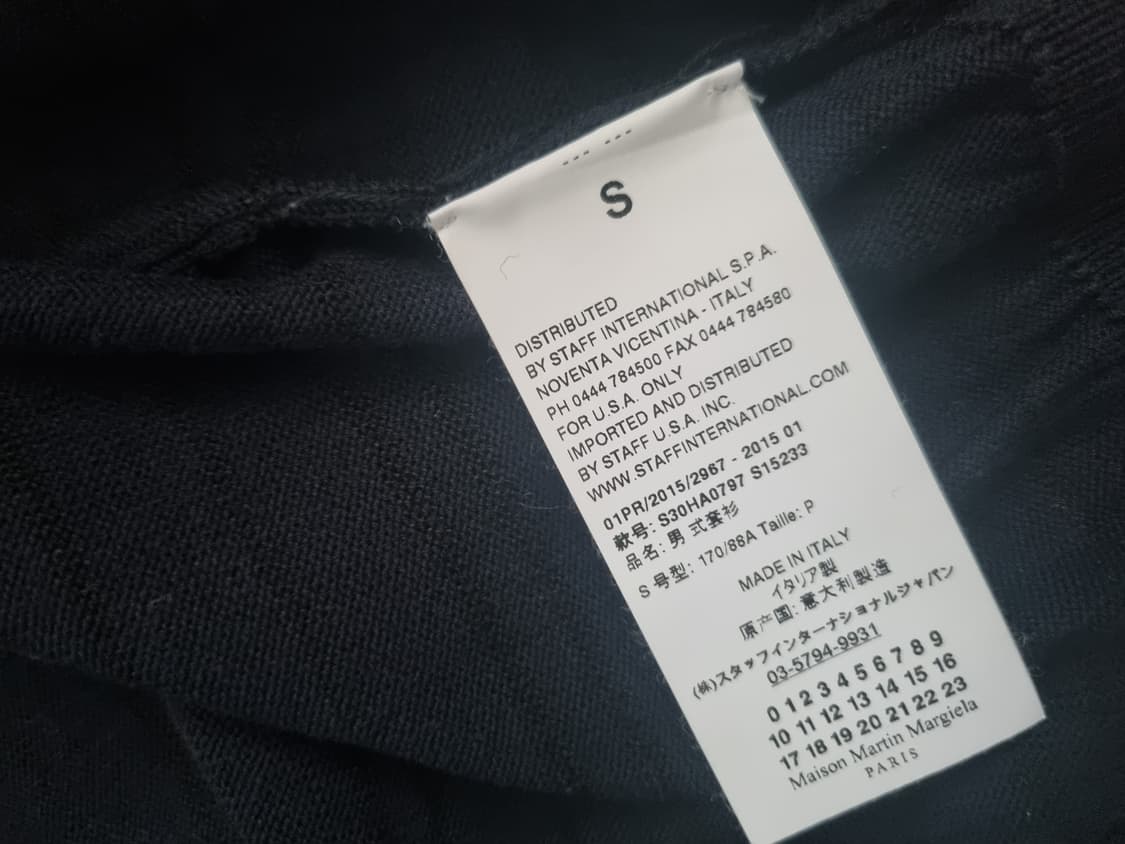 S
DISTRIBUTED
BY STAFF INTERNATIONAL S.P.A.
NOVENTA VICENTINA - ITALY
PH 0444 784500 FAX 0444 784580
FOR U.S.A. ONLY
IMPORTED AND DISTRIBUTED
BY STAFF U.S.A. INC.
WWW.STAFFINTERNATIONAL.COM
01PR/2015/2967 - 2015 01
款号: S30HA0797 S15233
品名: 男 式套衫
S 号型: 170/88A Taille: P
MADE IN ITALY
イタリア製
原产国: 意大利製造
(株)スタッフインターナショナルジャパン
03-5794-9931
0 1 2 3 4 5 6 7 8 9
10 11 12 13 14 15 16
17 18 19 20 21 22 23
Maison Martin Margiela
PARIS